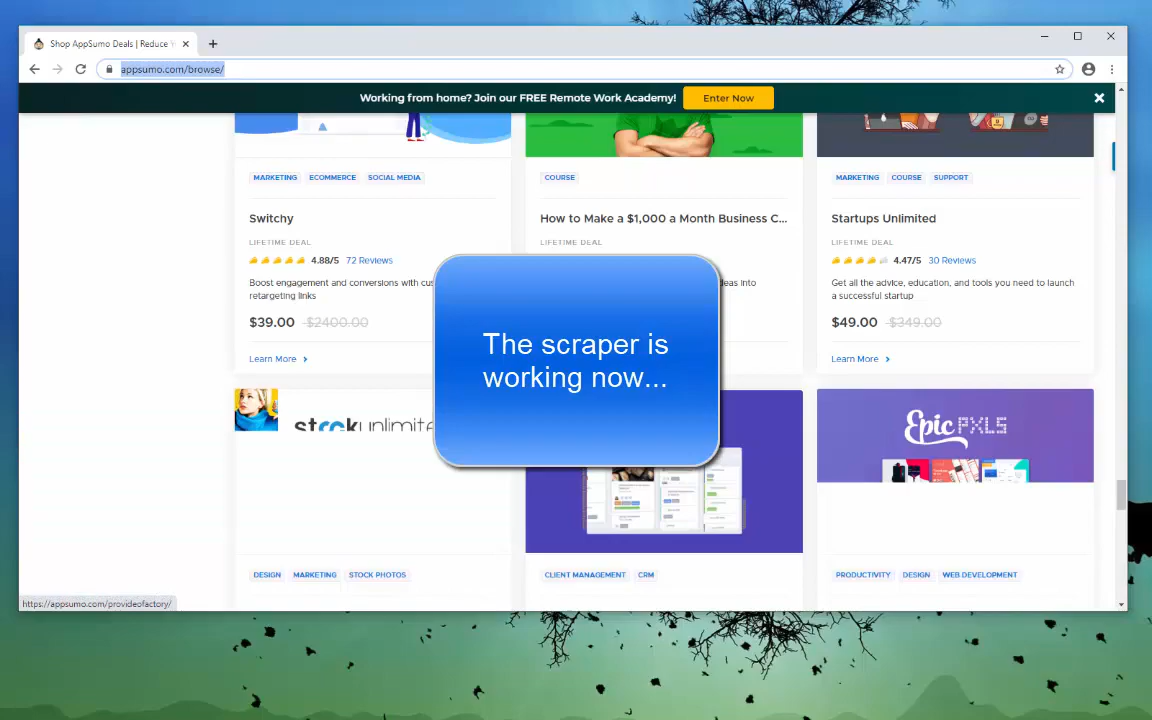 Shop AppSumo Deals | Reduce Y
appsumo.com/browse/
Working from home? Join our FREE Remote Work Academy! Enter Now
MARKETING ECOMMERCE SOCIAL MEDIA
Switchy
LIFETIME DEAL
4.88/5 72 Reviews
Boost engagement and conversions with cus
retargeting links
$39.00 $2400.00
Learn More
COURSE
How to Make a $1,000 a Month Business C...
LIFETIME DEAL
eas into
MARKETING COURSE SUPPORT
Startups Unlimited
LIFETIME DEAL
4.47/5 30 Reviews
Get all the advice, education, and tools you need to launch
a successful startup
$49.00 $349.00
Learn More
The scraper is
working now...
stockunlimite
DESIGN MARKETING STOCK PHOTOS
CLIENT MANAGEMENT CRM
Epic PXLS
PRODUCTIVITY DESIGN WEB DEVELOPMENT
https://appsumo.com/provideofactory/